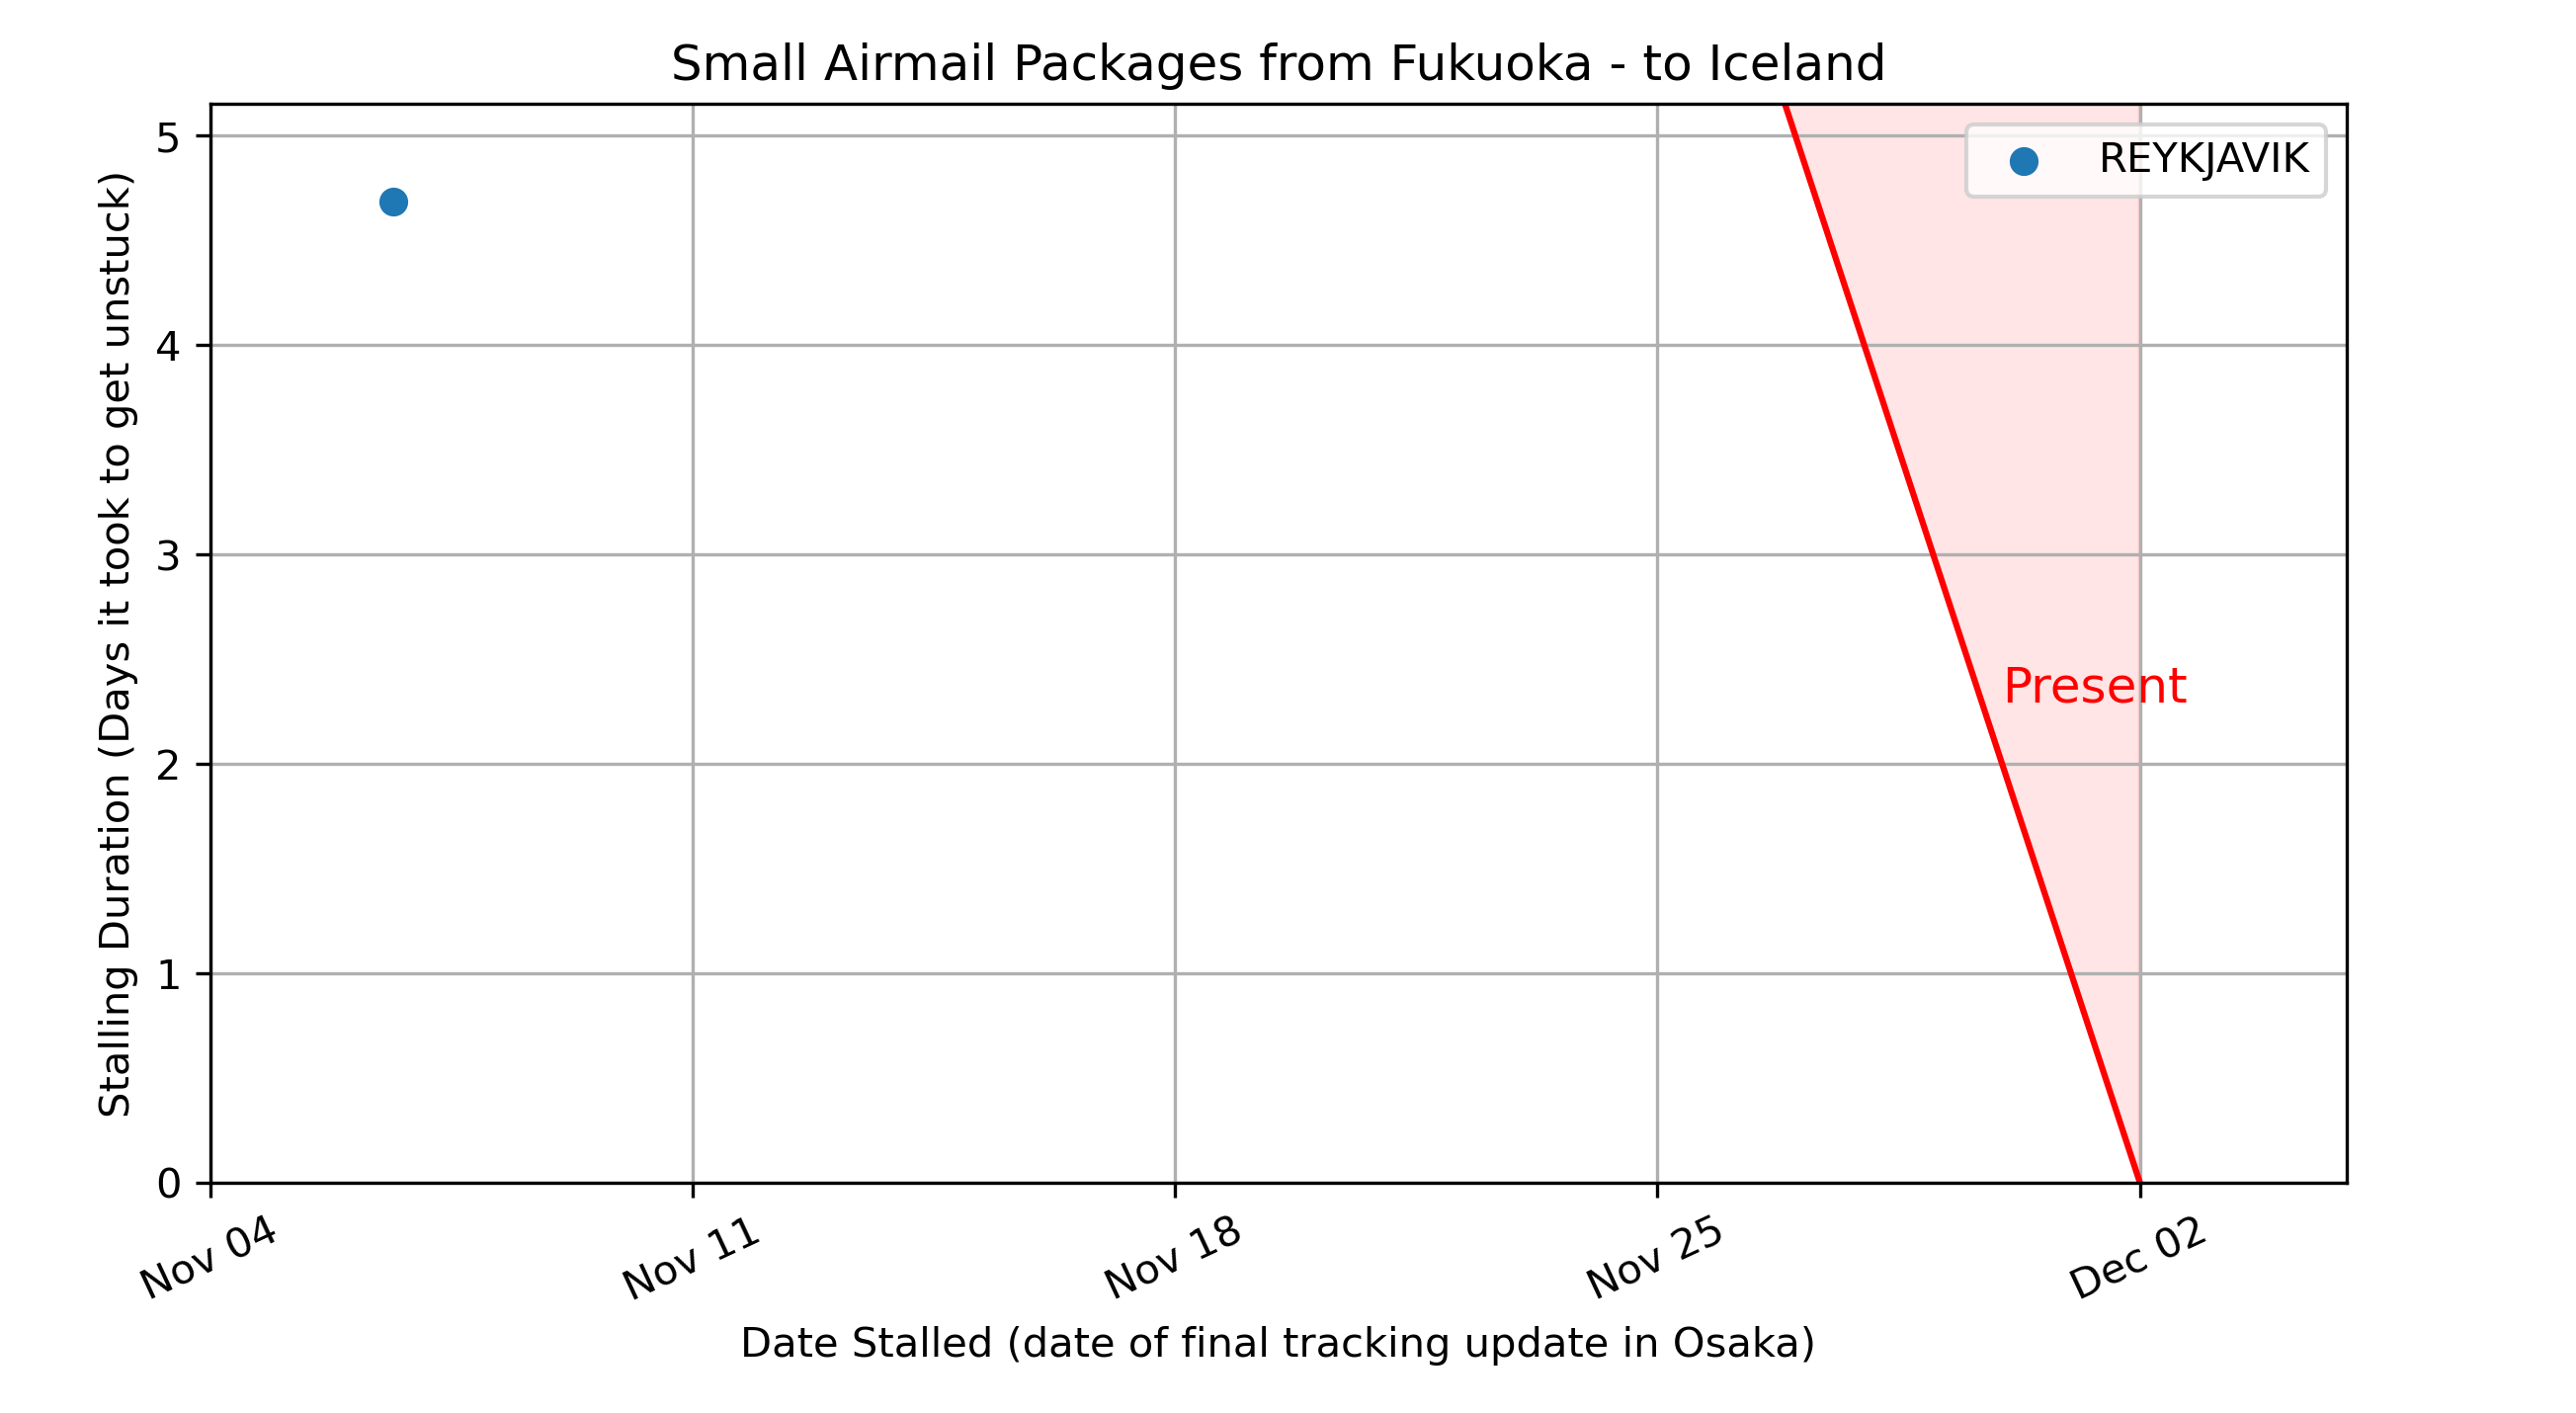 Small Airmail Packages from Fukuoka - to Iceland
Stalling Duration (Days it took to get unstuck)
5
4
3
2
1
0
REYKJAVIK
Present
Nov 04
Nov 11
Nov 18
Nov 25
Dec 02
Date Stalled (date of final tracking update in Osaka)